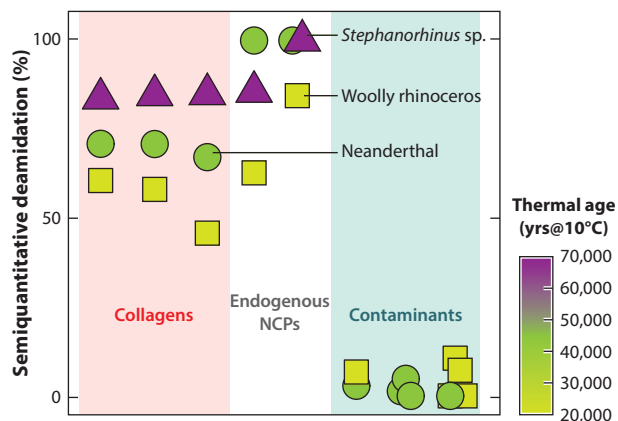 Semiquantitative deamidation (%)
100
50
0
Stephanorhinus sp.
Woolly rhinoceros
Neanderthal
Collagens
Endogenous
NCPs
Contaminants
Thermal age
(yrs@10°C)
70,000
60,000
50,000
40,000
30,000
20,000